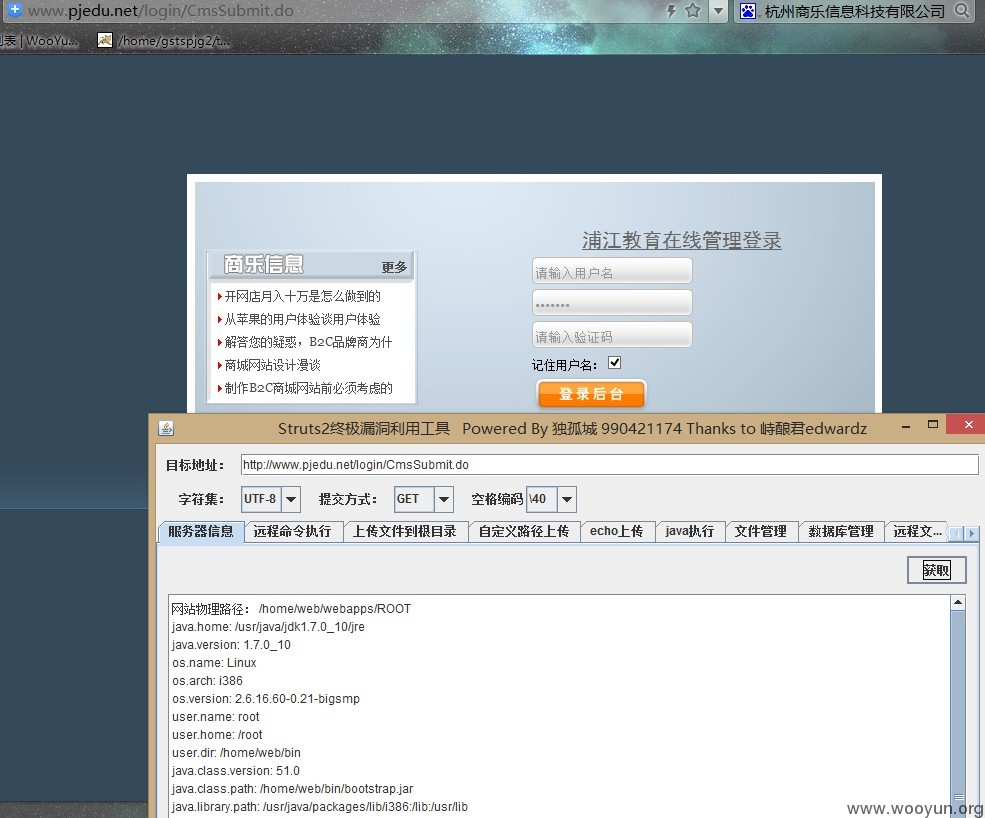 www.pjedu.net/login/CmsSubmit.do
杭州商乐信息科技有限公司
列表 | WooYu...
/home/gstspjg2/t...
浦江教育在线管理登录
商乐信息
更多
开网店月入十万是怎么做到的
从苹果的用户体验谈用户体验
解答您的疑惑，B2C品牌商为什
商城网站设计漫谈
制作B2C商城网站前必须考虑的
请输入用户名
•••••••
请输入验证码
记住用户名：
登录后台
Struts2终极漏洞利用工具 Powered By 独孤城 990421174 Thanks to 峙酿君edwardz
目标地址： http://www.pjedu.net/login/CmsSubmit.do
字符集： UTF-8 提交方式： GET 空格编码 \40
服务器信息 远程命令执行 上传文件到根目录 自定义路径上传 echo上传 java执行 文件管理 数据库管理 远程文...
获取
网站物理路径： /home/web/webapps/ROOT
java.home: /usr/java/jdk1.7.0_10/jre
java.version: 1.7.0_10
os.name: Linux
os.arch: i386
os.version: 2.6.16.60-0.21-bigsmp
user.name: root
user.home: /root
user.dir: /home/web/bin
java.class.version: 51.0
java.class.path: /home/web/bin/bootstrap.jar
java.library.path: /usr/java/packages/lib/i386:/lib:/usr/lib
www.wooyun.org